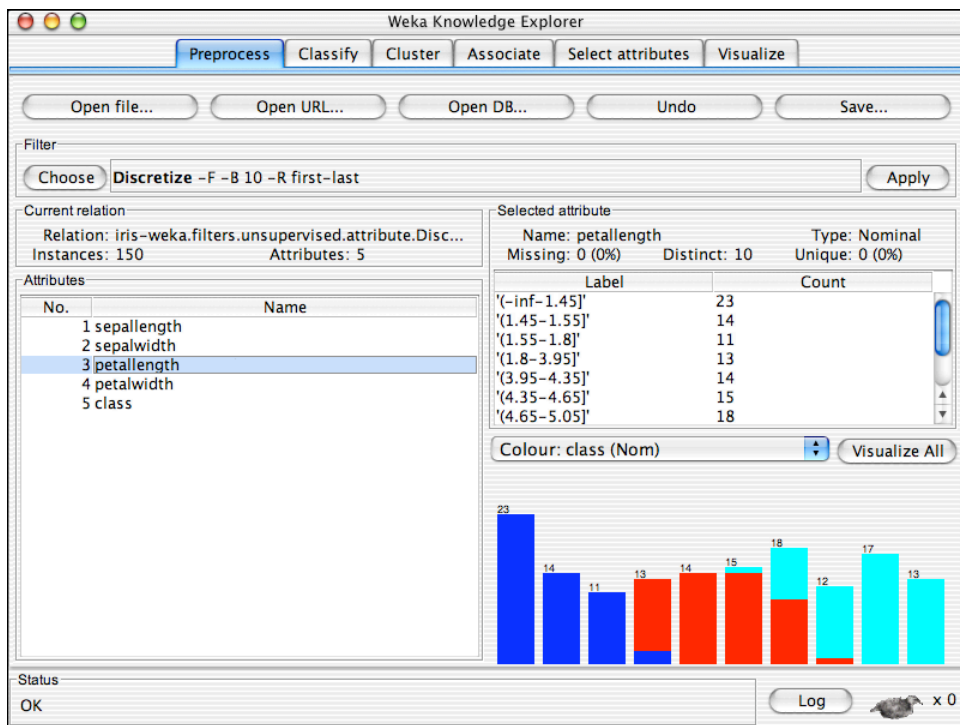 Weka Knowledge Explorer
Preprocess Classify Cluster Associate Select attributes Visualize
Open file... Open URL... Open DB... Undo Save...
Filter
Choose Discretize -F -B 10 -R first-last Apply
Current relation
Relation: iris-weka.filters.unsupervised.attribute.Disc...
Instances: 150 Attributes: 5
Attributes
No. Name
1 sepallength
2 sepalwidth
3 petallength
4 petalwidth
5 class
Selected attribute
Name: petallength Type: Nominal
Missing: 0 (0%) Distinct: 10 Unique: 0 (0%)
Label Count
'(-inf-1.45]' 23
'(1.45-1.55]' 14
'(1.55-1.8]' 11
'(1.8-3.95]' 13
'(3.95-4.35]' 14
'(4.35-4.65]' 15
'(4.65-5.05]' 18
Colour: class (Nom) Visualize All
23 14 11 13 14 15 18 12 17 13
Status
OK Log x 0